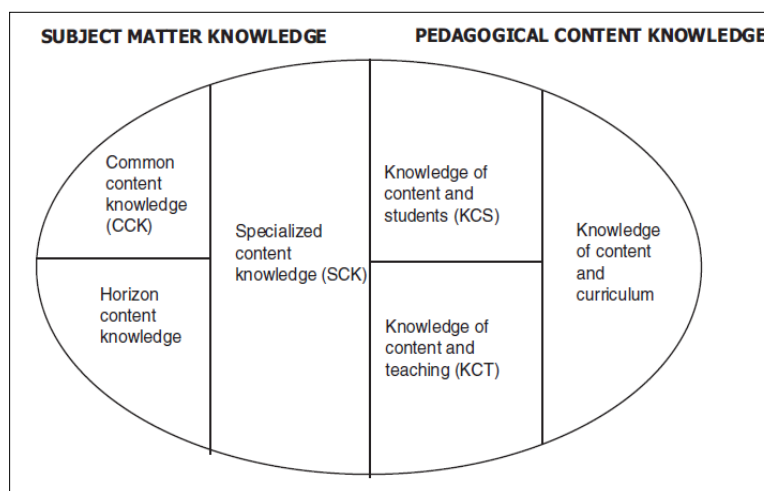 SUBJECT MATTER KNOWLEDGE
PEDAGOGICAL CONTENT KNOWLEDGE
Common
content
knowledge
(CCK)
Horizon
content
knowledge
Specialized
content
knowledge (SCK)
Knowledge of
content and
students (KCS)
Knowledge of
content and
teaching (KCT)
Knowledge
of content
and
curriculum